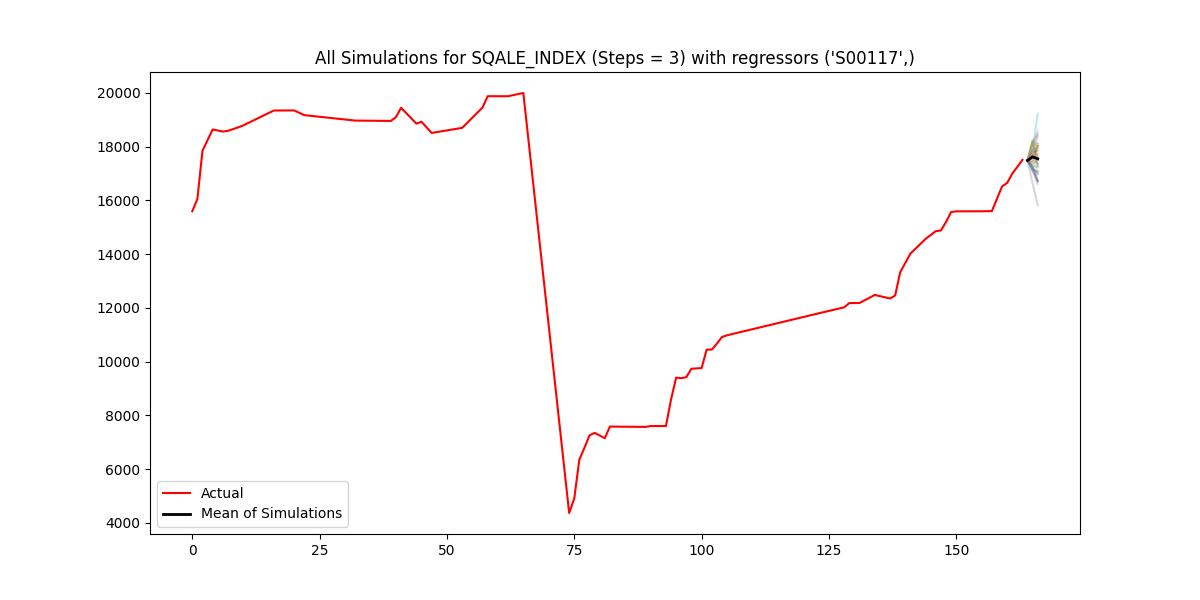 All Simulations for SQALE_INDEX (Steps = 3) with regressors ('S00117',)
20000
18000
16000
14000
12000
10000
8000
6000
4000
Actual
Mean of Simulations
0 25 50 75 100 125 150